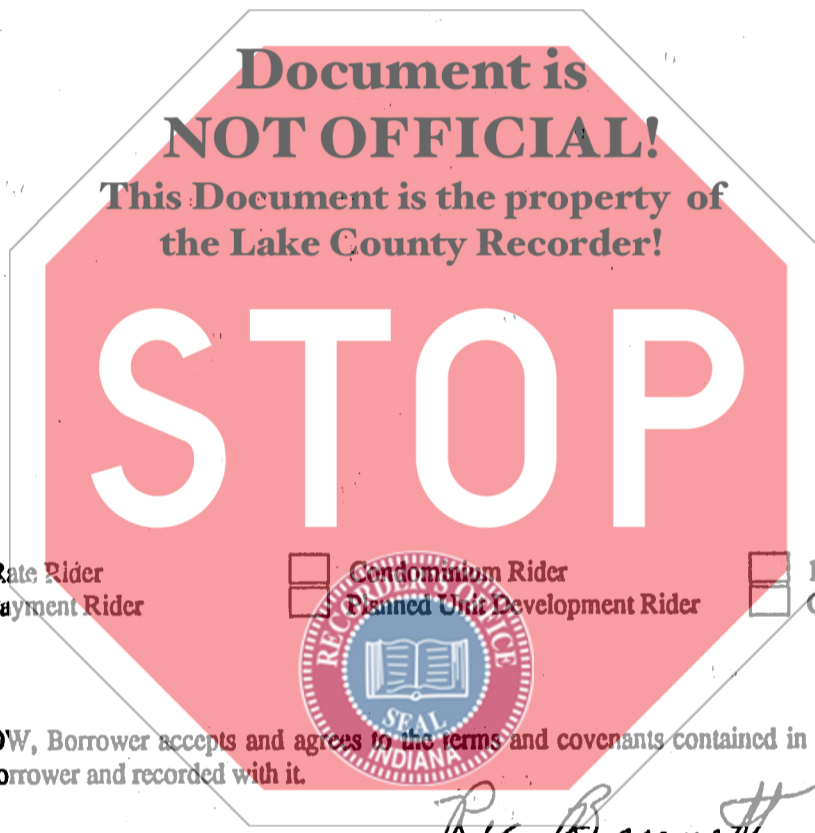 Document is
NOT OFFICIAL!
This Document is the property of
the Lake County Recorder!
STOP
Rate Rider Condominium Rider
ayment Rider Planned Unit Development Rider
RECORDER'S OFFICE
SEAL
INDIANA
OW, Borrower accepts and agrees to the terms and covenants contained in
orrower and recorded with it.